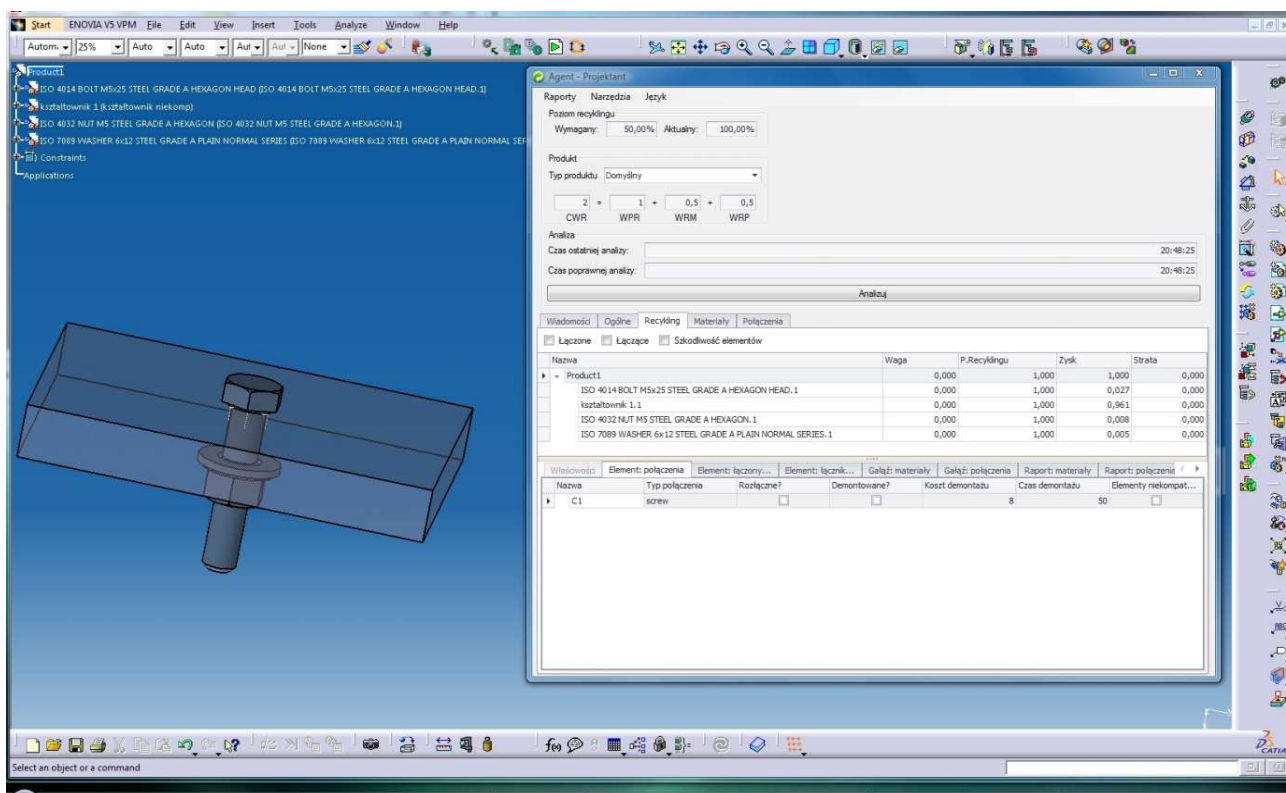 Start ENOVIA V5 VPM File Edit View Insert Tools Analyze Window Help
Autom 25% Auto Auto Aut Aut None
Product1
ISO 4014 BOLT M5x25 STEEL GRADE A HEXAGON HEAD (ISO 4014 BOLT M5x25 STEEL GRADE A HEXAGON HEAD.1)
kształtownik 1 (kształtownik niekomp)
ISO 4032 NUT M5 STEEL GRADE A HEXAGON (ISO 4032 NUT M5 STEEL GRADE A HEXAGON.1)
ISO 7089 WASHER 6x12 STEEL GRADE A PLAIN NORMAL SERIES (ISO 7089 WASHER 6x12 STEEL GRADE A PLAIN NORMAL SER
Constraints
Applications
Agent - Projektant
Raporty Narzędzia Język
Poziom recyklingu
Wymagany: 50,00% Aktualny: 100,00%
Produkt
Typ produktu Domyślny
2 = 1 + 0,5 + 0,5
CWR WPR WRM WRP
Analiza
Czas ostatniej analizy: 20:48:25
Czas poprawnej analizy: 20:48:25
Analizuj
Wiadomości Ogólne Recykling Materiały Połączenia
Łączone Łączące Szkodliwość elementów
Nazwa Waga P.Recyklingu Zysk Strata
Product1 0,000 1,000 1,000 0,000
ISO 4014 BOLT M5x25 STEEL GRADE A HEXAGON HEAD.1 0,000 1,000 0,027 0,000
kształtownik 1.1 0,000 1,000 0,961 0,000
ISO 4032 NUT M5 STEEL GRADE A HEXAGON.1 0,000 1,000 0,008 0,000
ISO 7089 WASHER 6x12 STEEL GRADE A PLAIN NORMAL SERIES.1 0,000 1,000 0,005 0,000
Właściwości Element: połączenia Element: łączony... Element: łącznik... Gałąź: materiały Gałąź: połączenia Raport: materiały Raport: połączenia
Nazwa Typ połączenia Rozłączne? Demontowane? Koszt demontażu Czas demontażu Elementy niekompat...
C1 screw 8 50
Select an object or a command
CATIA